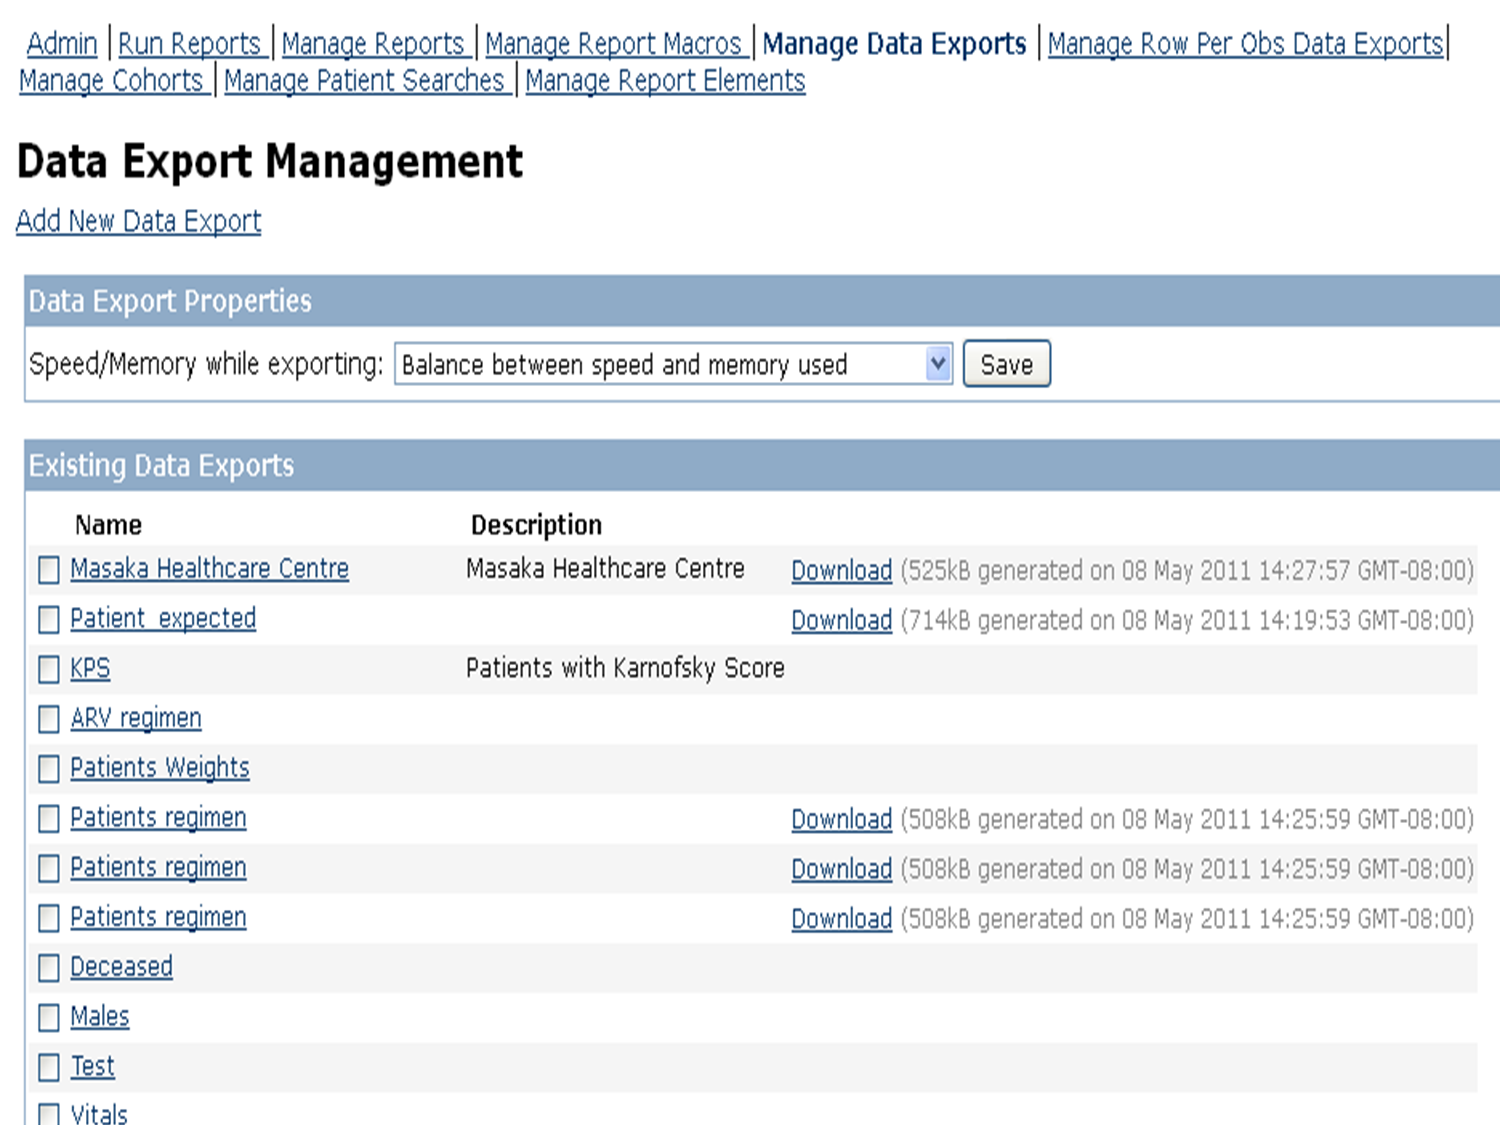 Admin | Run Reports | Manage Reports | Manage Report Macros | Manage Data Exports | Manage Row Per Obs Data Exports|
Manage Cohorts | Manage Patient Searches | Manage Report Elements
Data Export Management
Add New Data Export
Data Export Properties
Speed/Memory while exporting: Balance between speed and memory used Save
Existing Data Exports
Name Description
Masaka Healthcare Centre Masaka Healthcare Centre Download (525kB generated on 08 May 2011 14:27:57 GMT-08:00)
Patient_expected Download (714kB generated on 08 May 2011 14:19:53 GMT-08:00)
KPS Patients with Karnofsky Score
ARV regimen
Patients Weights
Patients regimen Download (508kB generated on 08 May 2011 14:25:59 GMT-08:00)
Patients regimen Download (508kB generated on 08 May 2011 14:25:59 GMT-08:00)
Patients regimen Download (508kB generated on 08 May 2011 14:25:59 GMT-08:00)
Deceased
Males
Test
Vitals